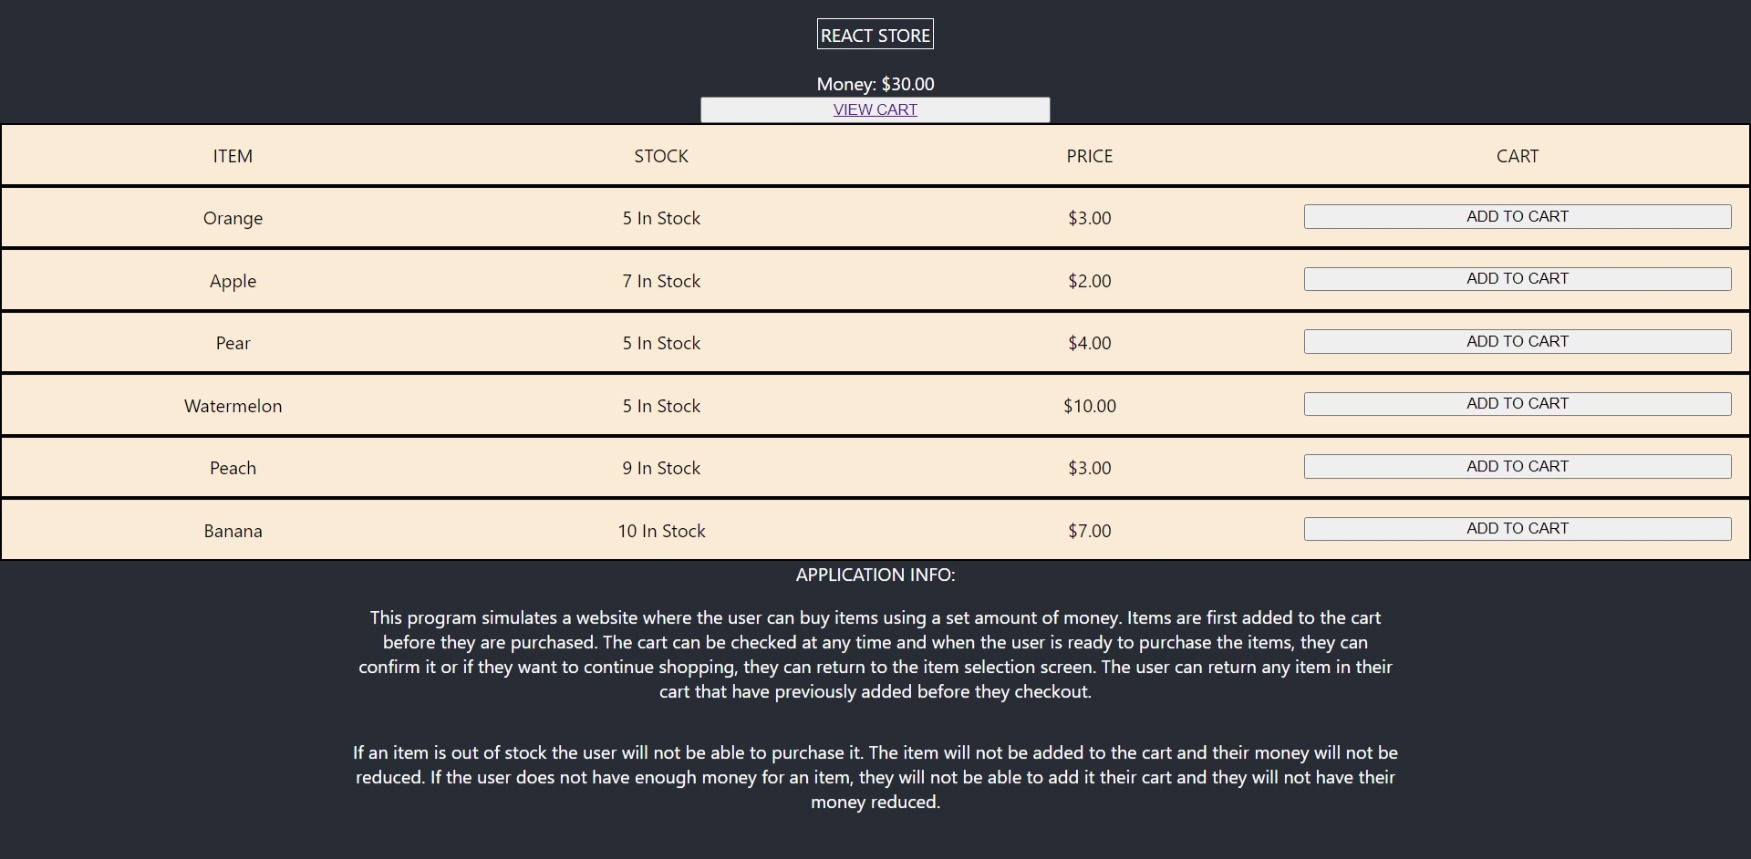 REACT STORE
Money: $30.00
VIEW CART
ITEM STOCK PRICE CART
Orange 5 In Stock $3.00 ADD TO CART
Apple 7 In Stock $2.00 ADD TO CART
Pear 5 In Stock $4.00 ADD TO CART
Watermelon 5 In Stock $10.00 ADD TO CART
Peach 9 In Stock $3.00 ADD TO CART
Banana 10 In Stock $7.00 ADD TO CART
APPLICATION INFO:
This program simulates a website where the user can buy items using a set amount of money. Items are first added to the cart
before they are purchased. The cart can be checked at any time and when the user is ready to purchase the items, they can
confirm it or if they want to continue shopping, they can return to the item selection screen. The user can return any item in their
cart that have previously added before they checkout.
If an item is out of stock the user will not be able to purchase it. The item will not be added to the cart and their money will not be
reduced. If the user does not have enough money for an item, they will not be able to add it their cart and they will not have their
money reduced.